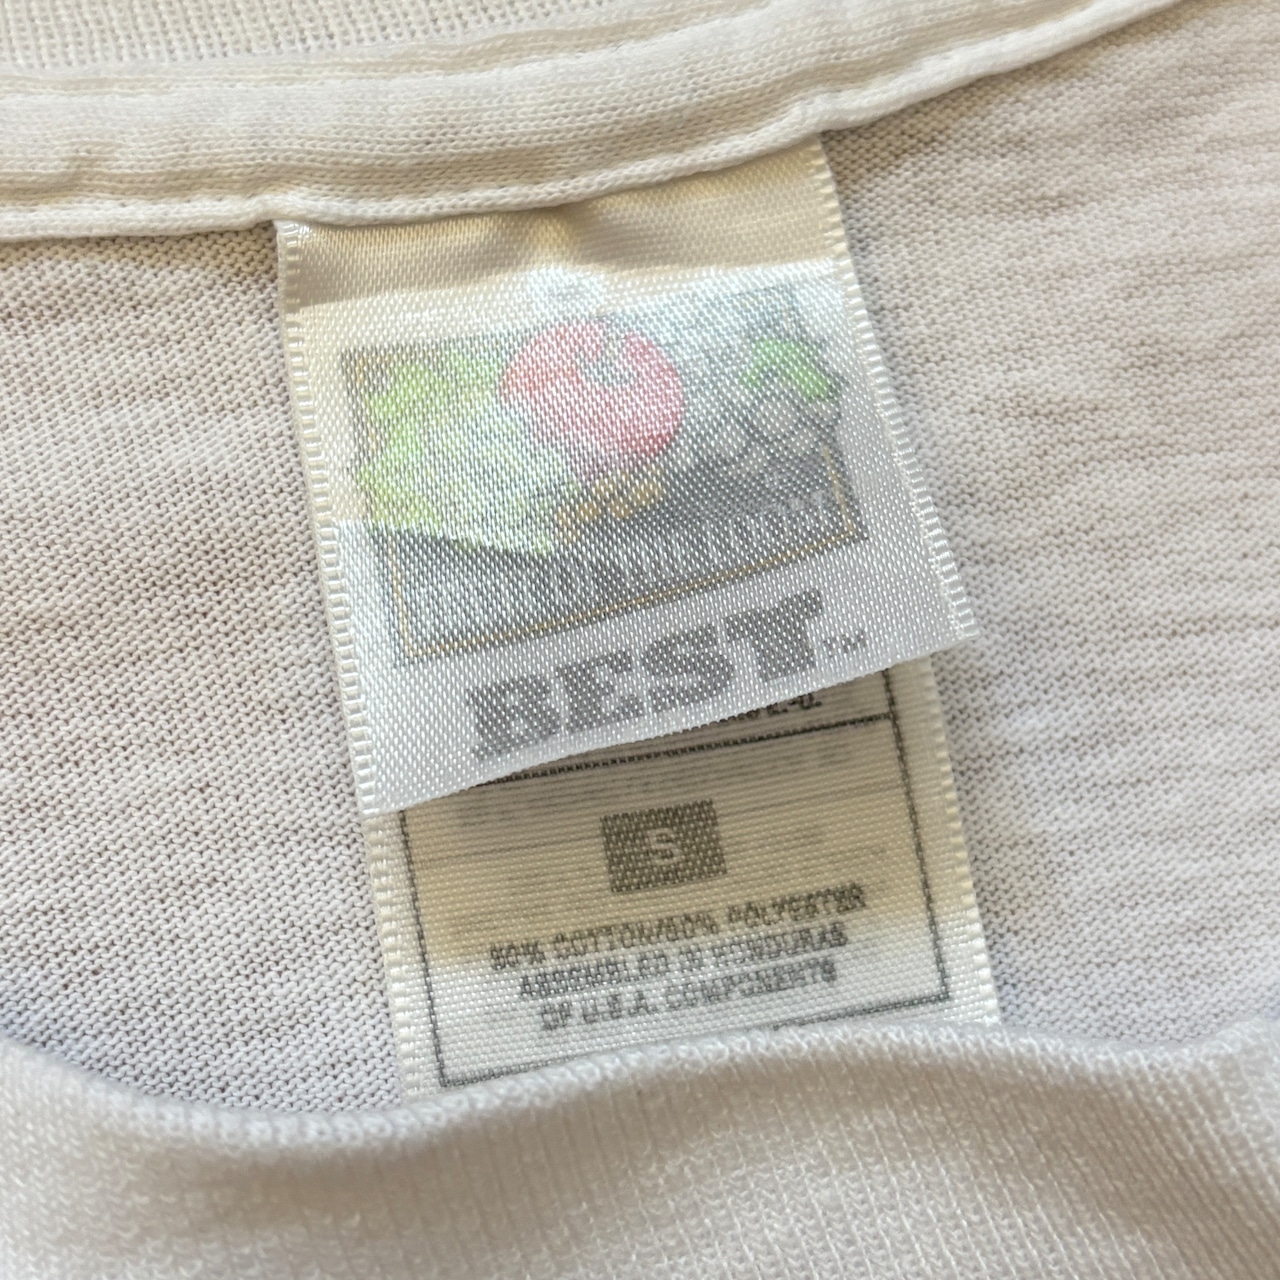 BEST™
S
50% COTTON/50% POLYESTER
ASSEMBLED IN HONDURAS
OF U.S.A. COMPONENTS